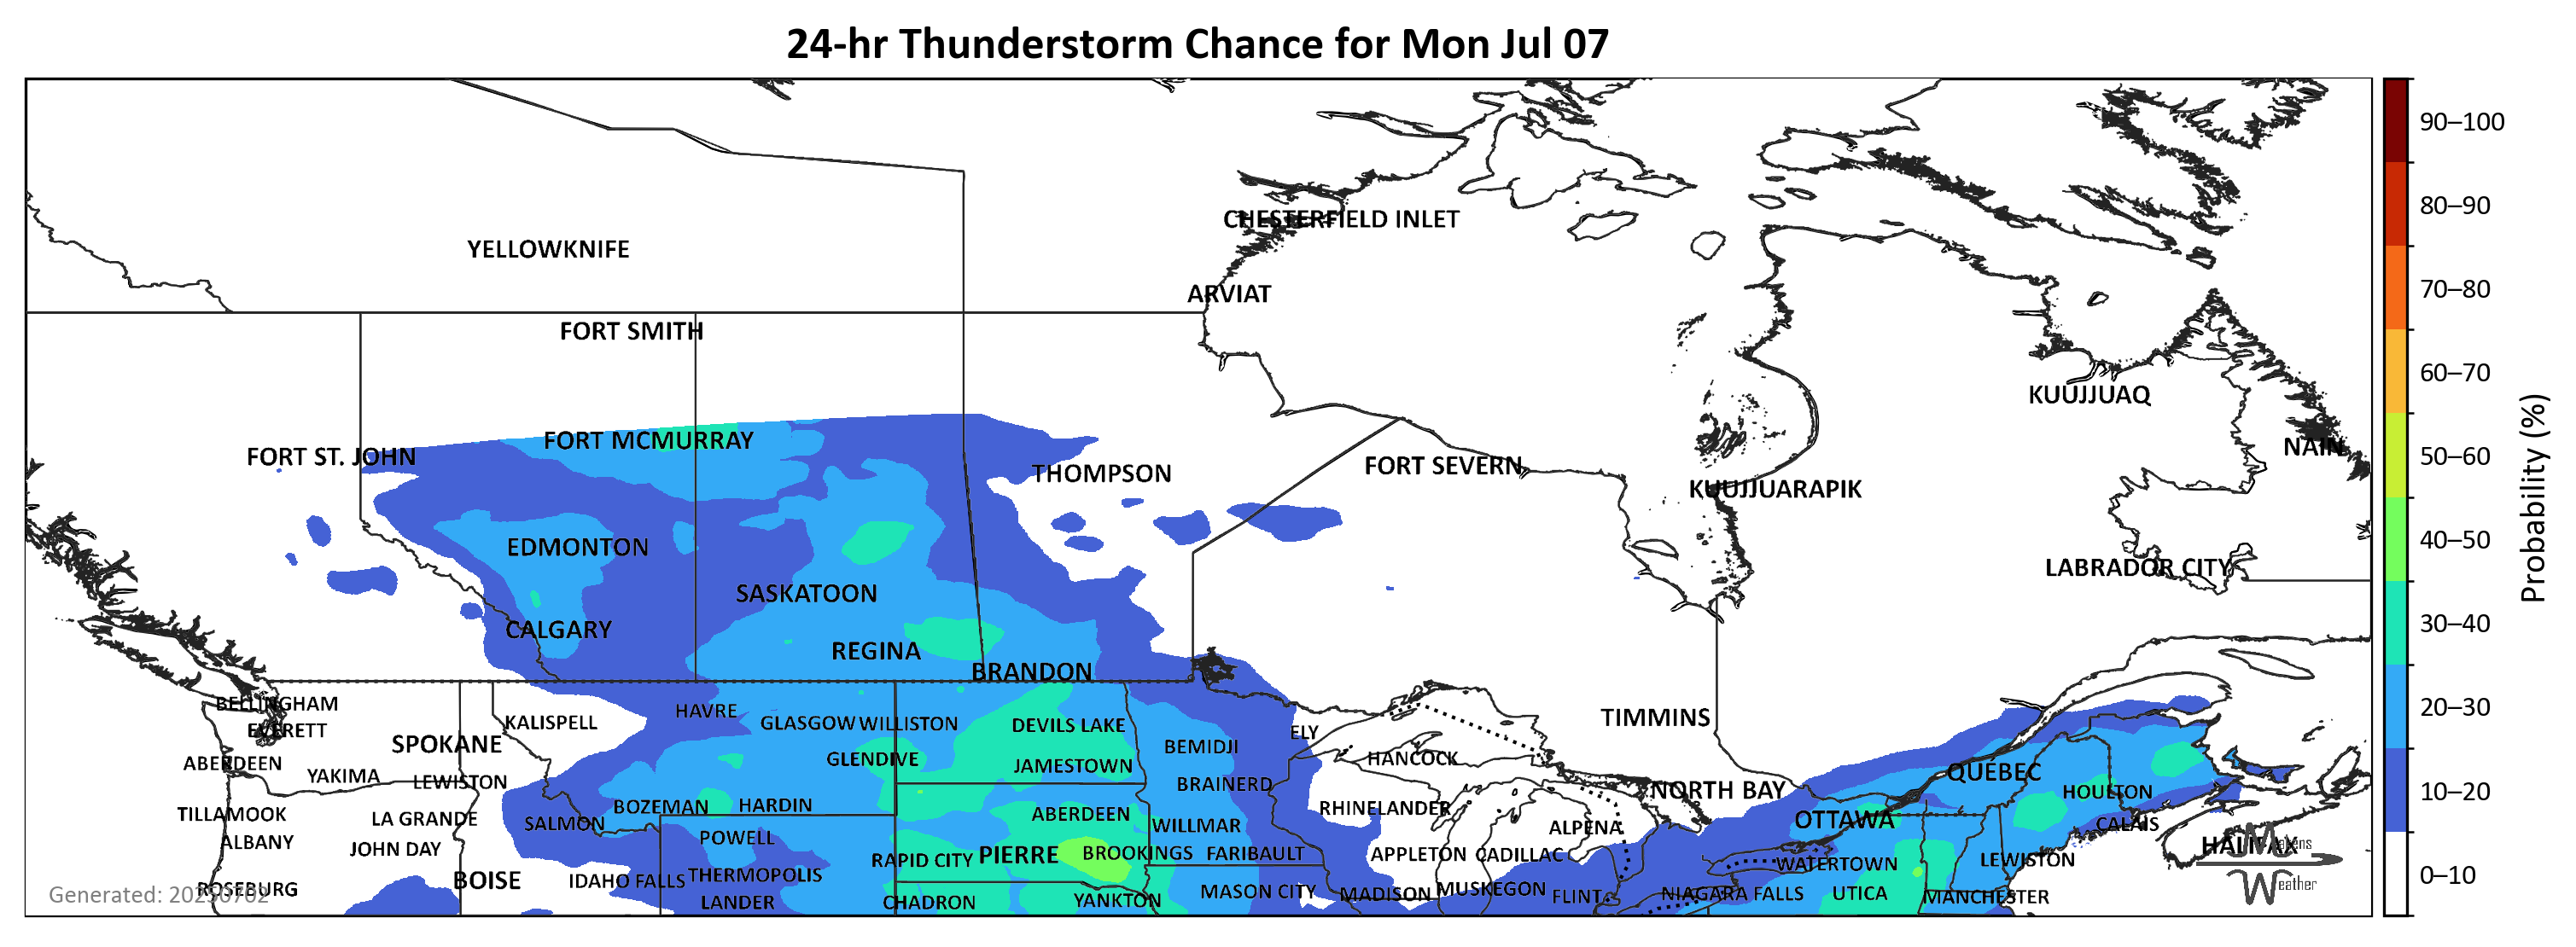 24-hr Thunderstorm Chance for Mon Jul 07
90–100
80–90
CHESTERFIELD INLET
YELLOWKNIFE
70–80
ARVIAT
FORT SMITH
60–70
KUUJJUAQ
FORT MCMURRAY
NAIN
50–60
FORT ST. JOHN
THOMPSON
FORT SEVERN
KUUJJUARAPIK
Probability (%)
40–50
EDMONTON
LABRADOR CITY
SASKATOON
30–40
CALGARY
REGINA
BRANDON
20–30
BELLINGHAM
HAVRE
KALISPELL
GLASGOW WILLISTON
DEVILS LAKE
TIMMINS
EVERETT
ELY
SPOKANE
BEMIDJI
ABERDEEN
GLENDIVE
HANCOCK
JAMESTOWN
QUÉBEC
YAKIMA
LEWISTON
BRAINERD
NORTH BAY
HOULTON
10–20
BOZEMAN
HARDIN
RHINELANDER
TILLAMOOK
LA GRANDE
ABERDEEN
OTTAWA
SALMON
WILLMAR
ALPENA
CALAIS
ALBANY
POWELL
HALIFAX
Makens
JOHN DAY
RAPID CITY
PIERRE
BROOKINGS
FARIBAULT
APPLETON
CADILLAC
WATERTOWN
LEWISTON
0–10
BOISE
IDAHO FALLS
THERMOPOLIS
Weather
ROSEBURG
Generated: 20250702
MASON CITY
MADISON
MUSKEGON
FLINT
NIAGARA FALLS
UTICA
MANCHESTER
LANDER
CHADRON
YANKTON